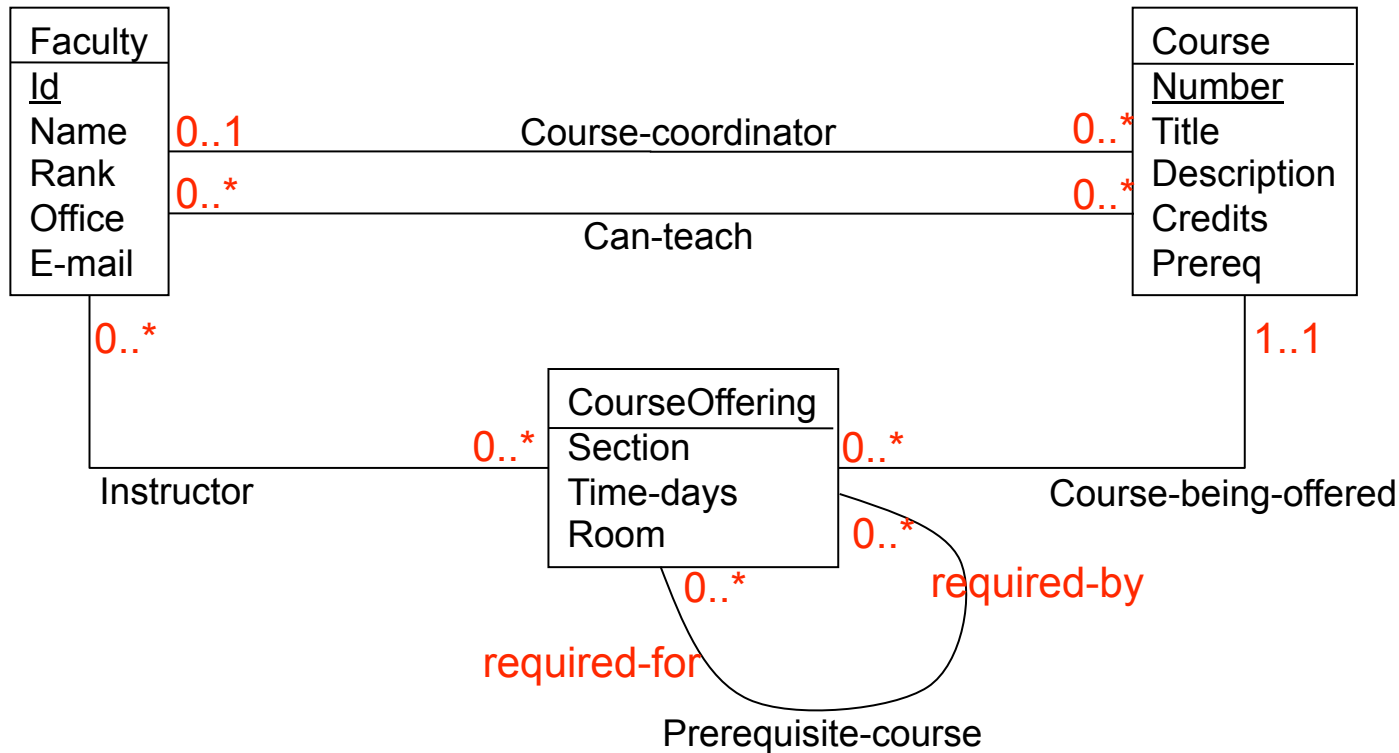 Faculty
Id
Name
Rank
Office
E-mail
Course
Number
Title
Description
Credits
Prereq
0..1
Course-coordinator
0..*
0..*
Can-teach
0..*
0..*
1..1
CourseOffering
Section
Time-days
Room
0..*
0..*
Instructor
Course-being-offered
0..*
0..*
required-by
required-for
Prerequisite-course